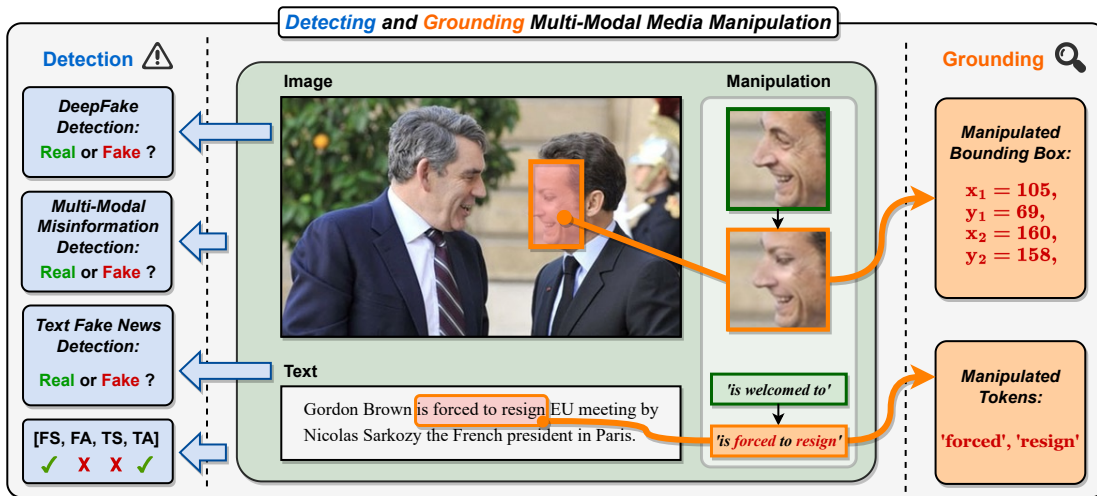 Detecting and Grounding Multi-Modal Media Manipulation
Detection
DeepFake
Detection:
Real or Fake ?
Multi-Modal
Misinformation
Detection:
Real or Fake ?
Text Fake News
Detection:
Real or Fake ?
[FS, FA, TS, TA]
✓ X X ✓
Image
Manipulation
Text
Gordon Brown is forced to resign EU meeting by
Nicolas Sarkozy the French president in Paris.
'is welcomed to'
'is forced to resign'
Grounding
Manipulated
Bounding Box:
x₁ = 105,
y₁ = 69,
x₂ = 160,
y₂ = 158,
Manipulated
Tokens:
'forced', 'resign'